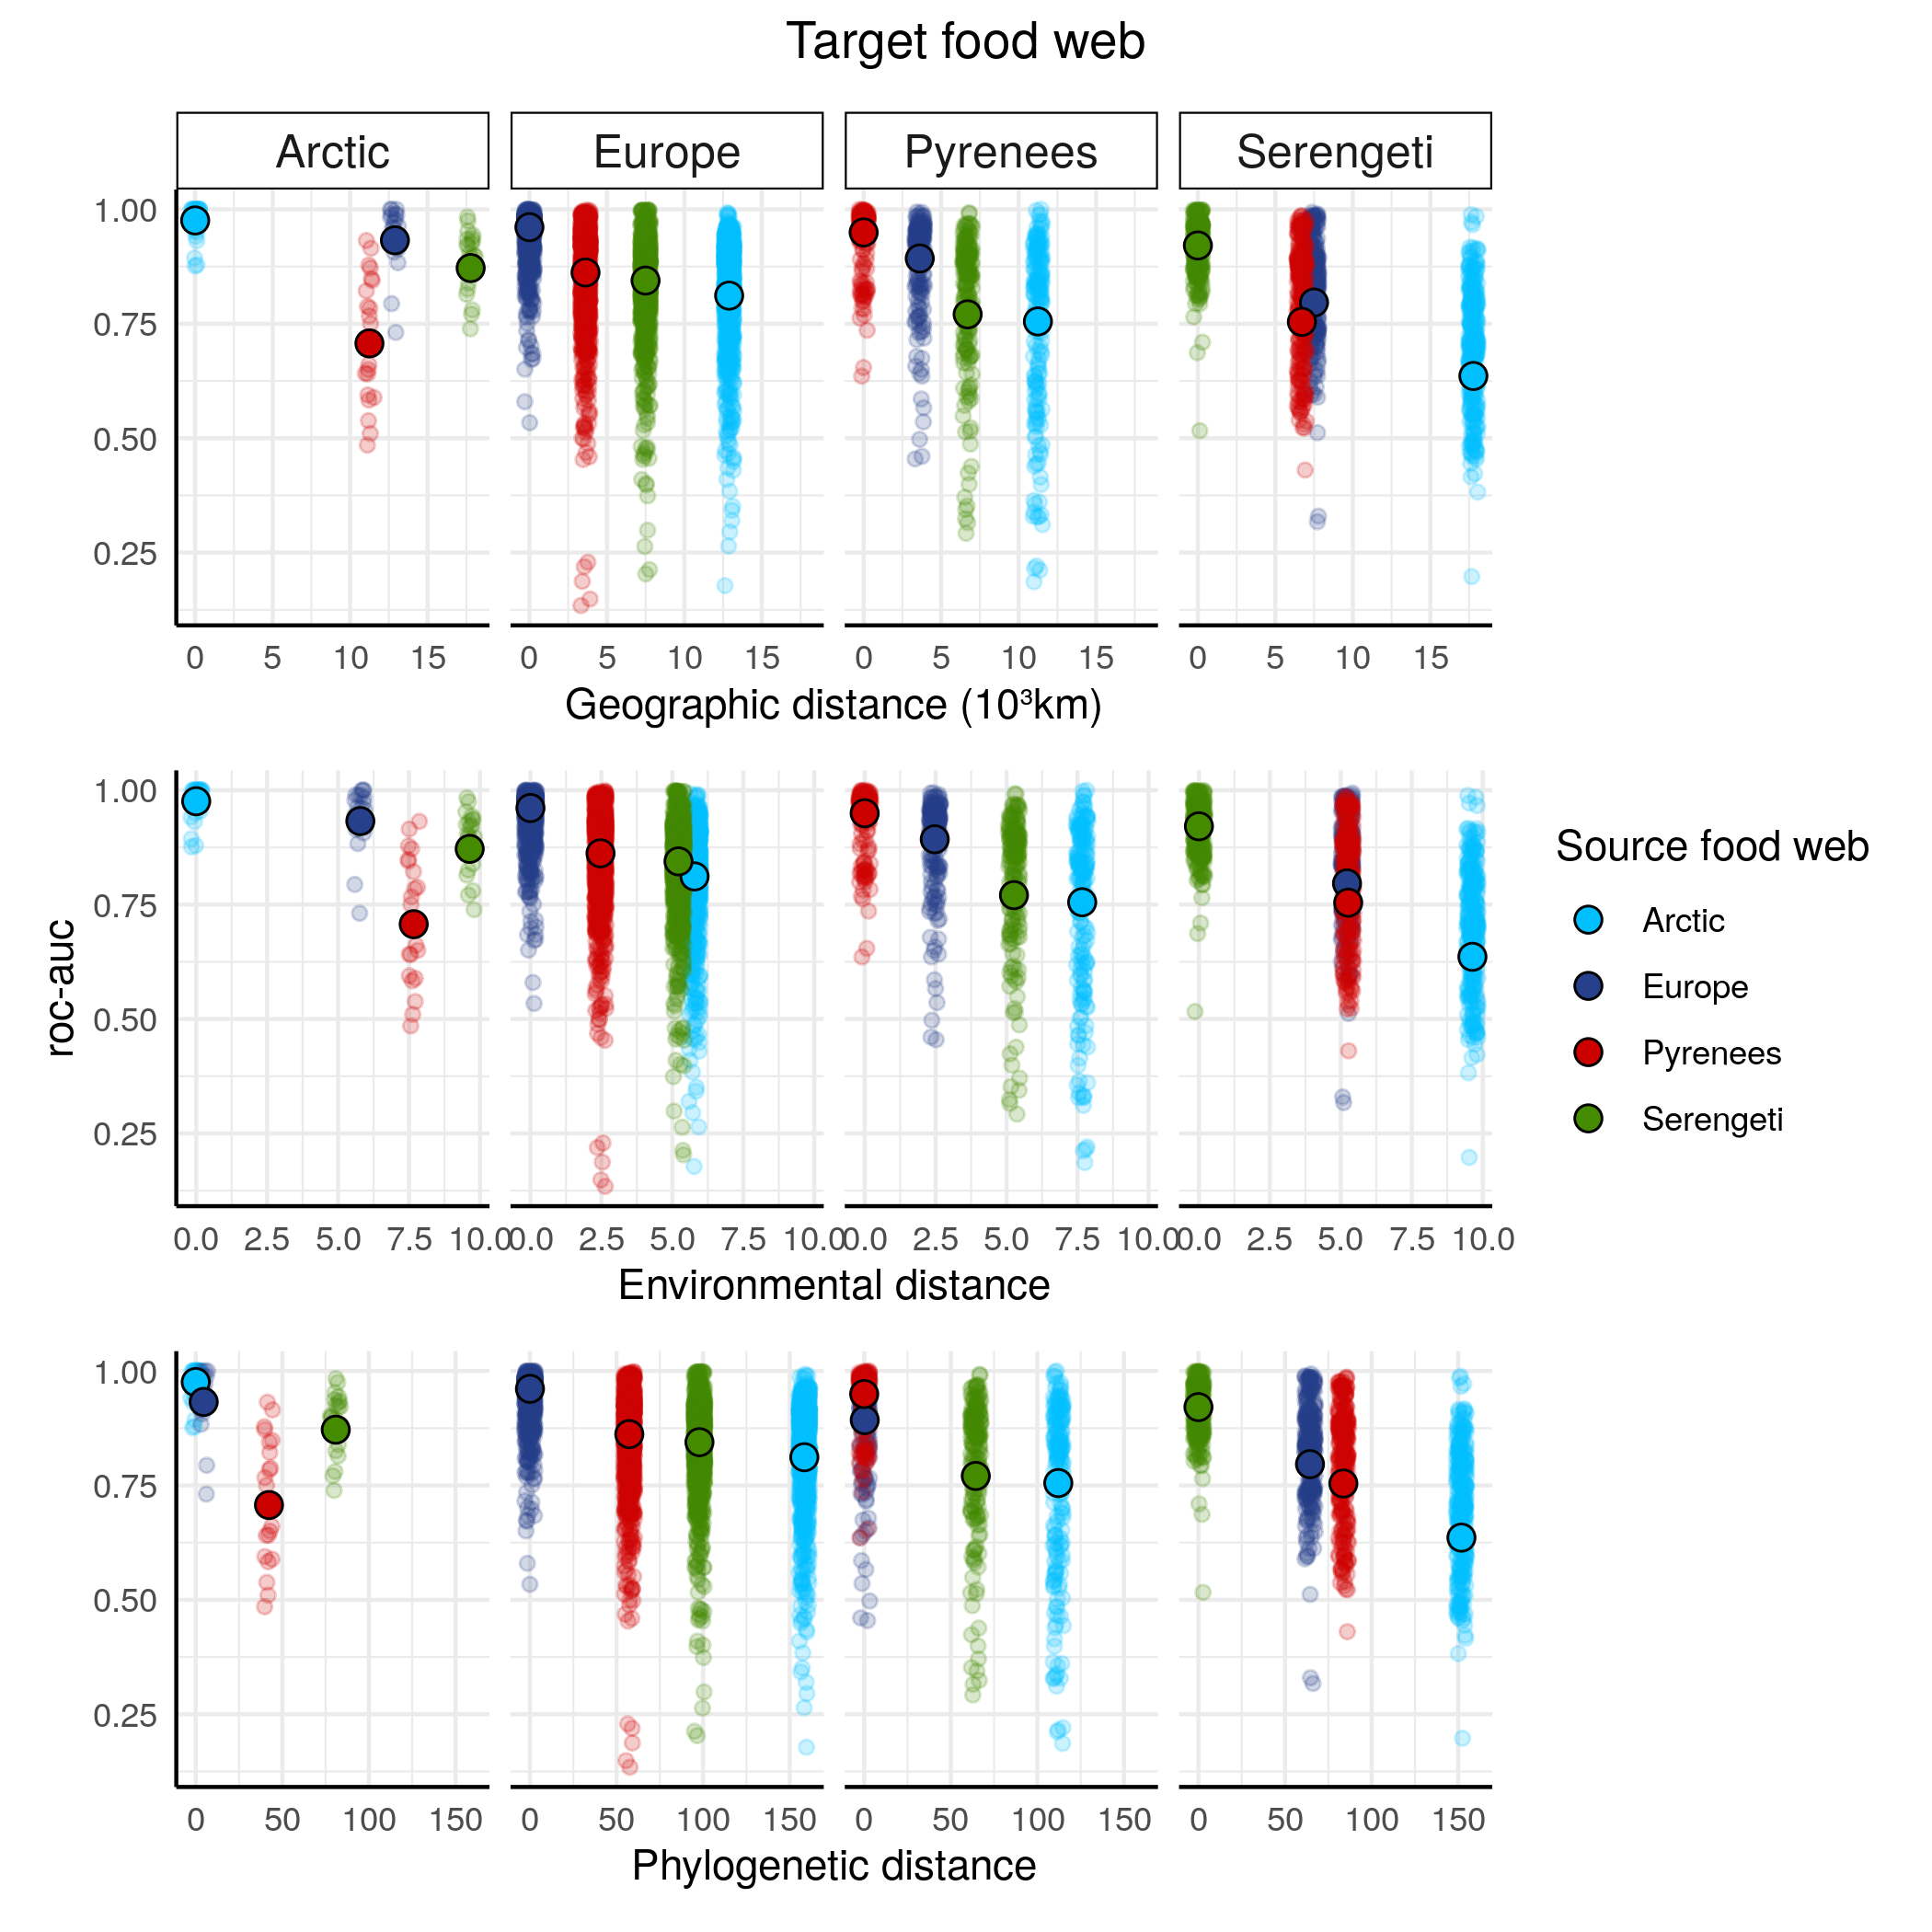 Target food web
Arctic Europe Pyrenees Serengeti
1.00
0.75
0.50
0.25
0 5 10 15 0 5 10 15 0 5 10 15 0 5 10 15
Geographic distance (10³km)
1.00
0.75
0.50
0.25
0.0 2.5 5.0 7.5 10.0 0.0 2.5 5.0 7.5 10.0 0.0 2.5 5.0 7.5 10.0 0.0 2.5 5.0 7.5 10.0
Environmental distance
roc-auc
1.00
0.75
0.50
0.25
0 50 100 150 0 50 100 150 0 50 100 150 0 50 100 150
Phylogenetic distance
Source food web
Arctic
Europe
Pyrenees
Serengeti